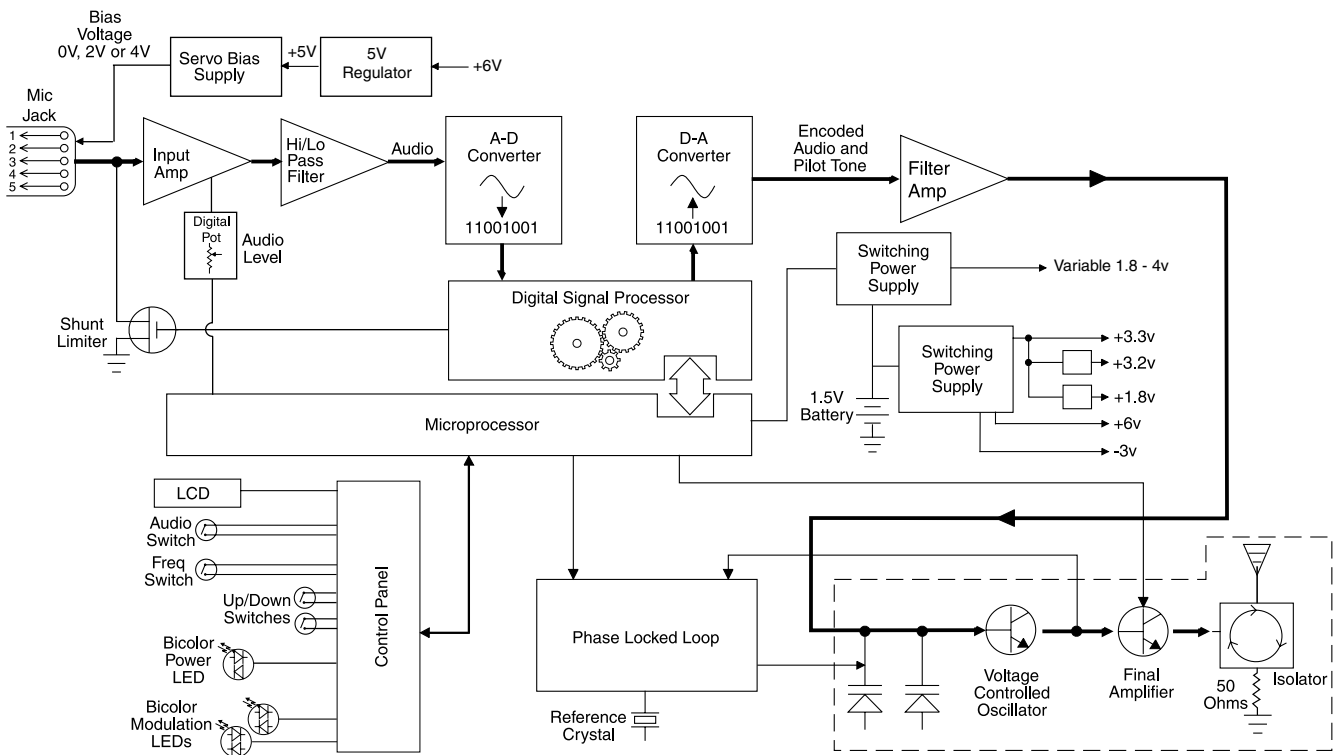 Bias
Voltage
0V, 2V or 4V
Servo Bias
Supply
+5V
5V
Regulator
+6V
Mic
Jack
1
2
3
4
5
Input
Amp
Hi/Lo
Pass
Filter
Audio
A-D
Converter
11001001
D-A
Converter
11001001
Encoded
Audio and
Pilot Tone
Filter
Amp
Digital
Pot
Audio
Level
Shunt
Limiter
Digital Signal Processor
Switching
Power
Supply
Variable 1.8 - 4v
Switching
Power
Supply
+3.3v
+3.2v
+1.8v
+6v
-3v
1.5V
Battery
Microprocessor
LCD
Audio
Switch
Freq
Switch
Up/Down
Switches
Bicolor
Power
LED
Bicolor
Modulation
LEDs
Control Panel
Phase Locked Loop
Reference
Crystal
Voltage
Controlled
Oscillator
Final
Amplifier
50
Ohms
Isolator